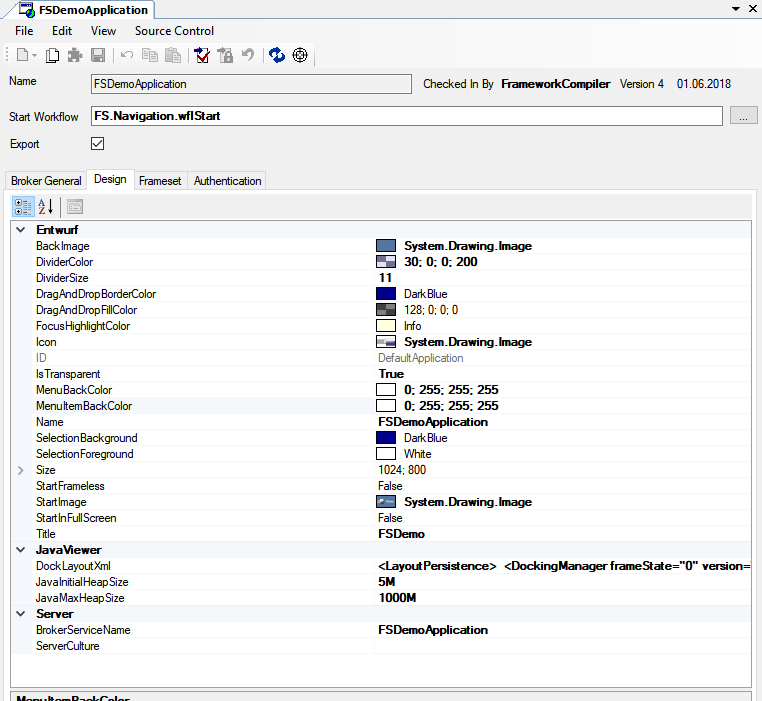 FSDemoApplication
File Edit View Source Control
Name FSDemoApplication Checked In By FrameworkCompiler Version 4 01.06.2018
Start Workflow FS.Navigation.wflStart ...
Export
Broker General Design Frameset Authentication
Entwurf
BackImage System.Drawing.Image
DividerColor 30; 0; 0; 200
DividerSize 11
DragAndDropBorderColor DarkBlue
DragAndDropFillColor 128; 0; 0; 0
FocusHighlightColor Info
Icon System.Drawing.Image
ID DefaultApplication
IsTransparent True
MenuBackColor 0; 255; 255; 255
MenuItemBackColor 0; 255; 255; 255
Name FSDemoApplication
SelectionBackground DarkBlue
SelectionForeground White
Size 1024; 800
StartFrameless False
StartImage System.Drawing.Image
StartInFullScreen False
Title FSDemo
JavaViewer
DockLayoutXml <LayoutPersistence> <DockingManager frameState="0" version=
JavaInitialHeapSize 5M
JavaMaxHeapSize 1000M
Server
BrokerServiceName FSDemoApplication
ServerCulture
MenuItemBackColor